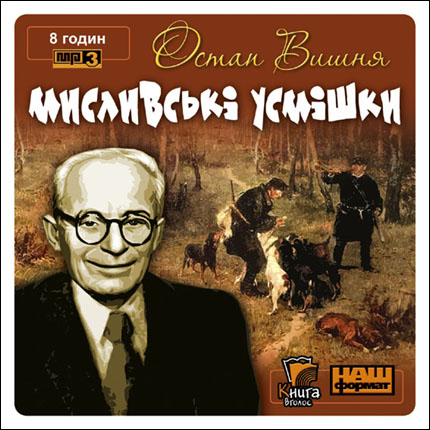 8 годин
mp3
Остап Вишня
мисливські усмішки
Книга
Вголос
НАШ
формат